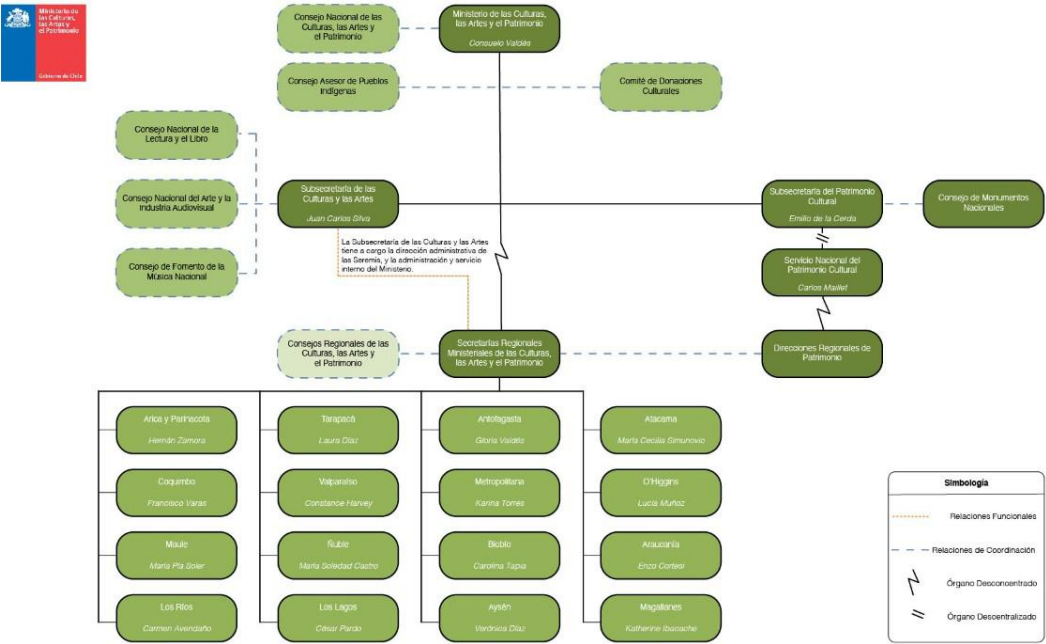 Ministerio de
las Culturas,
las Artes y
el Patrimonio
Gobierno de Chile
Consejo Nacional de las
Culturas, las Artes y
el Patrimonio
Ministerio de las Culturas,
las Artes y el Patrimonio
Consuelo Valdés
Consejo Asesor de Pueblos
Indígenas
Comité de Donaciones
Culturales
Consejo Nacional de la
Lectura y el Libro
Consejo Nacional del Arte y la
Industria Audiovisual
Consejo de Fomento de la
Música Nacional
Subsecretaría de las
Culturas y las Artes
Juan Carlos Silva
Subsecretaría del Patrimonio
Cultural
Emilio de la Cerda
Consejo de Monumentos
Nacionales
La Subsecretaría de las Culturas y las Artes
tiene a cargo la dirección administrativa de
las Seremis, y la administración y servicio
interno del Ministerio.
Servicio Nacional del
Patrimonio Cultural
Carlos Maillet
Consejos Regionales de las
Culturas, las Artes y
el Patrimonio
Secretarías Regionales
Ministeriales de las Culturas,
las Artes y el Patrimonio
Direcciones Regionales de
Patrimonio
Arica y Parinacota
Hernán Zamora
Tarapacá
Laura Díaz
Antofagasta
Gloria Valdés
Atacama
María Cecilia Simunovic
Coquimbo
Francisco Varas
Valparaíso
Constance Harvey
Metropolitana
Karina Torres
O'Higgins
Lucía Muñoz
Maule
María Pía Soler
Ñuble
María Soledad Castro
Biobío
Carolina Tapia
Araucanía
Enzo Cortesi
Los Ríos
Carmen Avendaño
Los Lagos
César Pardo
Aysén
Verónica Díaz
Magallanes
Katherine Ibacache
Simbología
Relaciones Funcionales
Relaciones de Coordinación
Órgano Desconcentrado
Órgano Descentralizado